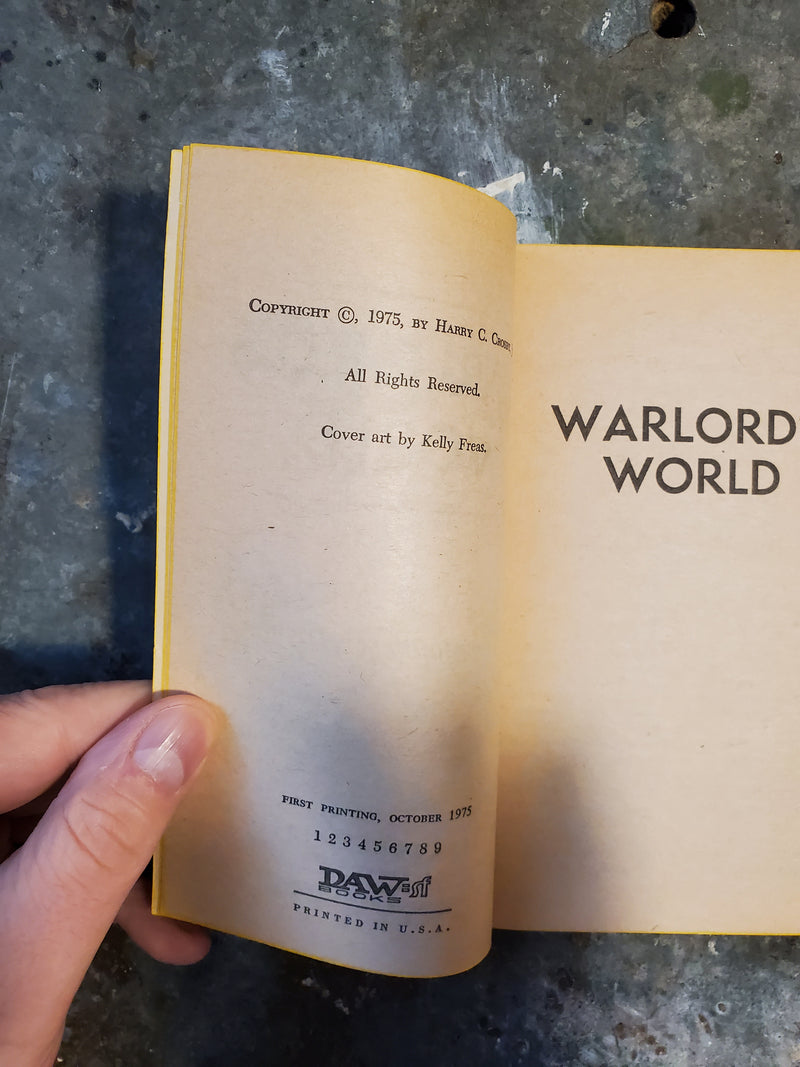 COPYRIGHT ©, 1975, BY HARRY C. CROSBY,
All Rights Reserved.
Cover art by Kelly Freas.
FIRST PRINTING, OCTOBER 1975
1 2 3 4 5 6 7 8 9
DAW=sf
BOOKS
PRINTED IN U.S.A.
WARLORD'
WORLD